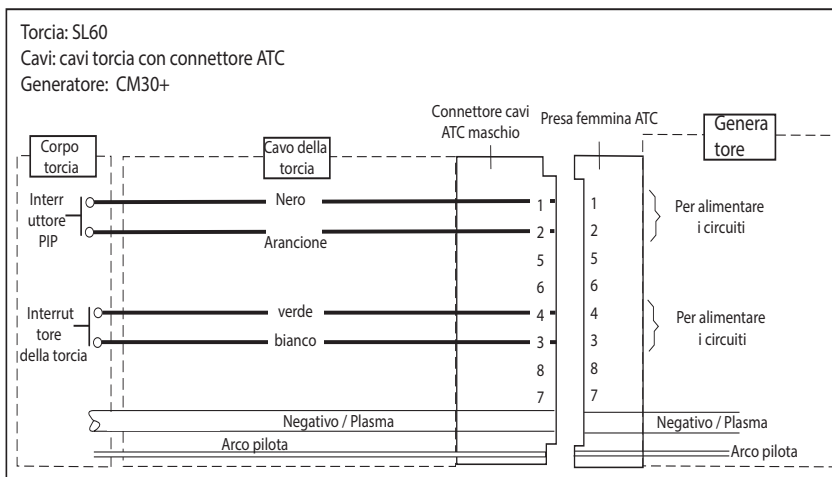 Torcia: SL60
Cavi: cavi torcia con connettore ATC
Generatore: CM30+
Connettore cavi
ATC maschio
Presa femmina ATC
Genera
tore
Corpo
torcia
Cavo della
torcia
Interr
uttore
PIP
Nero
Arancione
1
2
5
6
4
3
8
7
1
2
5
6
4
3
8
7
Per alimentare
i circuiti
Interrut
tore
della torcia
verde
bianco
Per alimentare
i circuiti
Negativo / Plasma
Negativo / Plasma
Arco pilota
Arco pilota